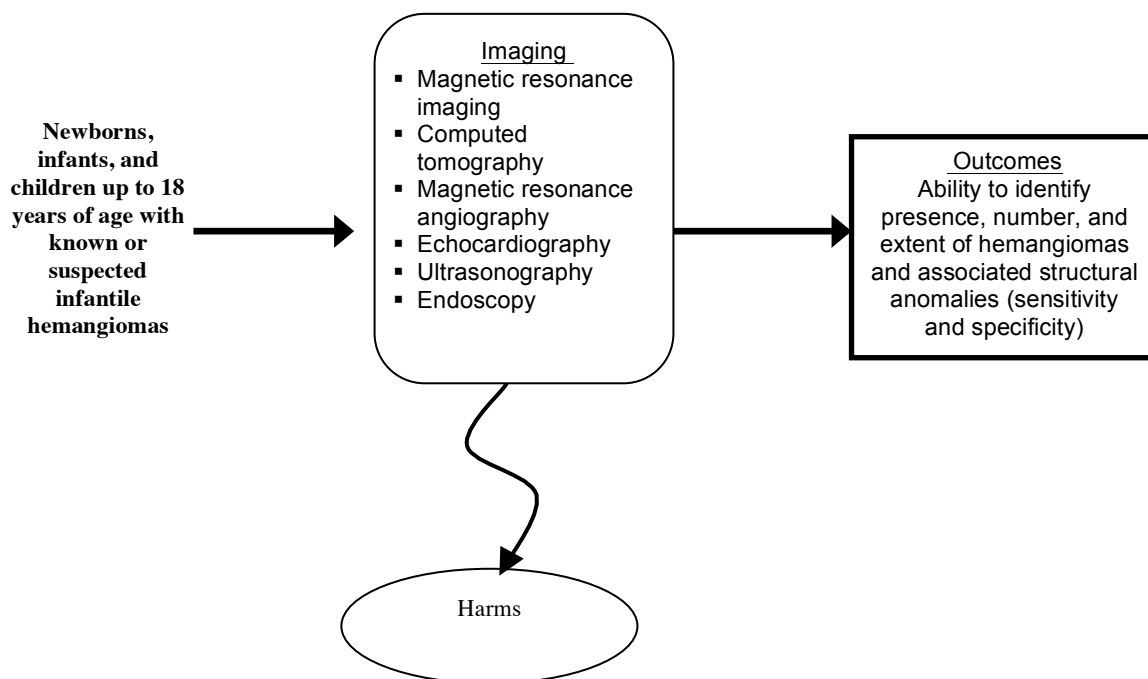 Newborns,
infants, and
children up to 18
years of age with
known or
suspected
infantile
hemangiomas
Imaging
▪ Magnetic resonance
imaging
▪ Computed
tomography
▪ Magnetic resonance
angiography
▪ Echocardiography
▪ Ultrasonography
▪ Endoscopy
Outcomes
Ability to identify
presence, number, and
extent of hemangiomas
and associated structural
anomalies (sensitivity
and specificity)
Harms